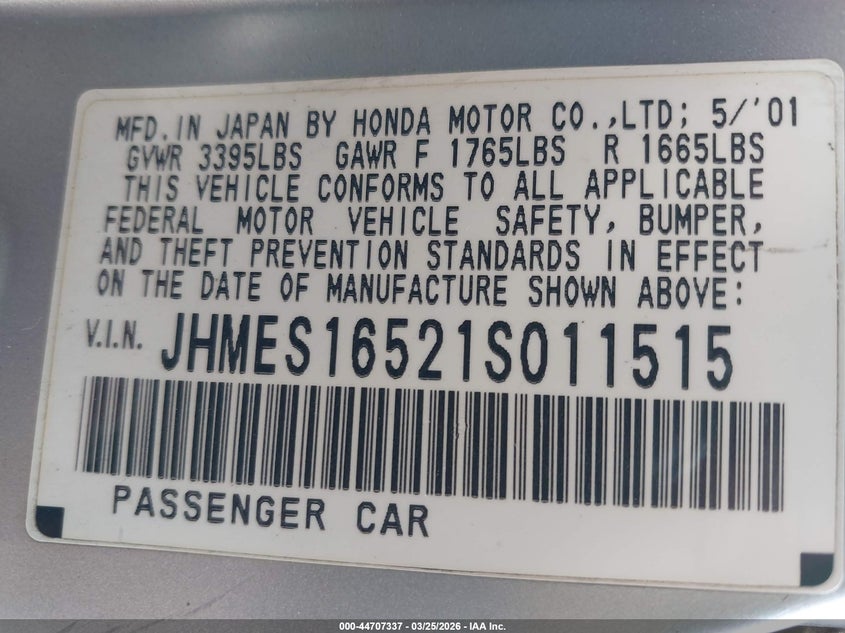 MFD. IN JAPAN BY HONDA MOTOR CO.,LTD; 5/'01
GVWR 3395LBS GAWR F 1765LBS R 1665LBS
THIS VEHICLE CONFORMS TO ALL APPLICABLE
FEDERAL MOTOR VEHICLE SAFETY, BUMPER,
AND THEFT PREVENTION STANDARDS IN EFFECT
ON THE DATE OF MANUFACTURE SHOWN ABOVE:
V.I.N. JHMES16521S011515
PASSENGER CAR
000-44707337 - 03/25/2026 - IAA Inc.